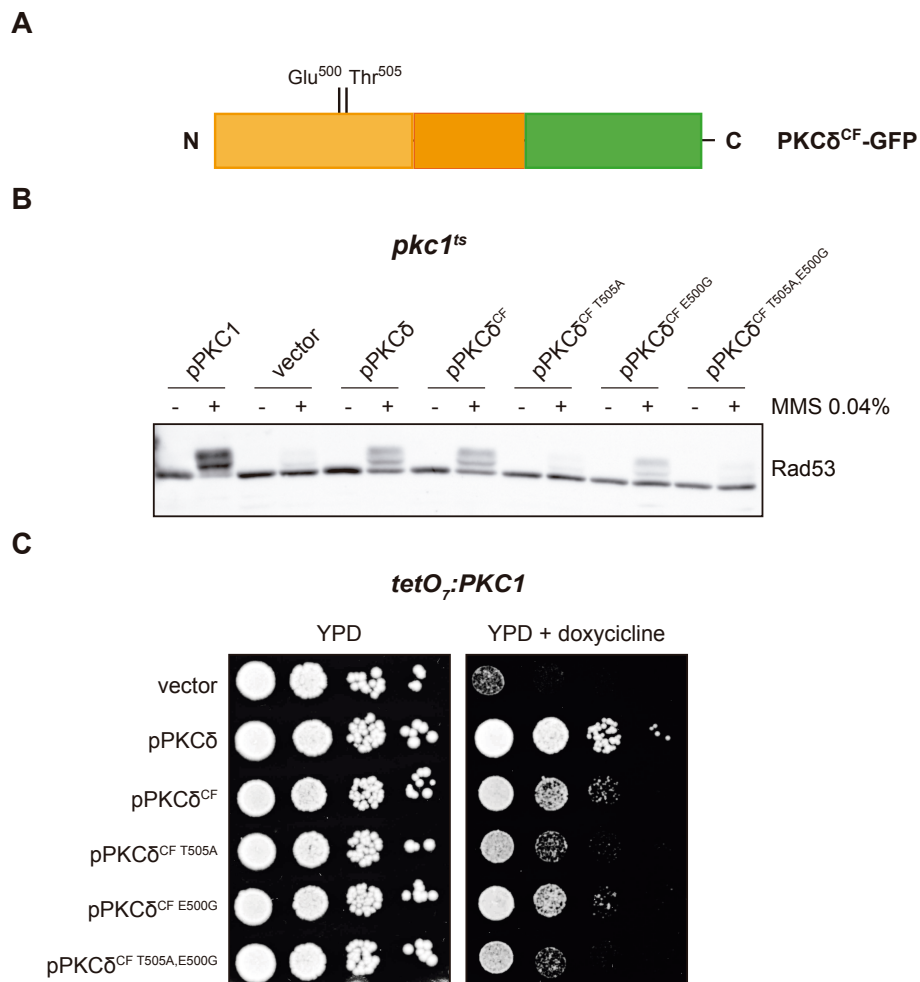 A
Glu⁵⁰⁰ Thr⁵⁰⁵
N C PKCδᶜᶠ-GFP
B
pkc1ᵗˢ
pPKC1 vector pPKCδ pPKCδᶜᶠ pPKCδᶜᶠ ᵀ⁵⁰⁵ᴬ pPKCδᶜᶠ ᴱ⁵⁰⁰ᴳ pPKCδᶜᶠ ᵀ⁵⁰⁵ᴬ,ᴱ⁵⁰⁰ᴳ
- + - + - + - + - + - + - + MMS 0.04%
Rad53
C
tetO₇:PKC1
YPD YPD + doxycicline
vector
pPKCδ
pPKCδᶜᶠ
pPKCδᶜᶠ ᵀ⁵⁰⁵ᴬ
pPKCδᶜᶠ ᴱ⁵⁰⁰ᴳ
pPKCδᶜᶠ ᵀ⁵⁰⁵ᴬ,ᴱ⁵⁰⁰ᴳ